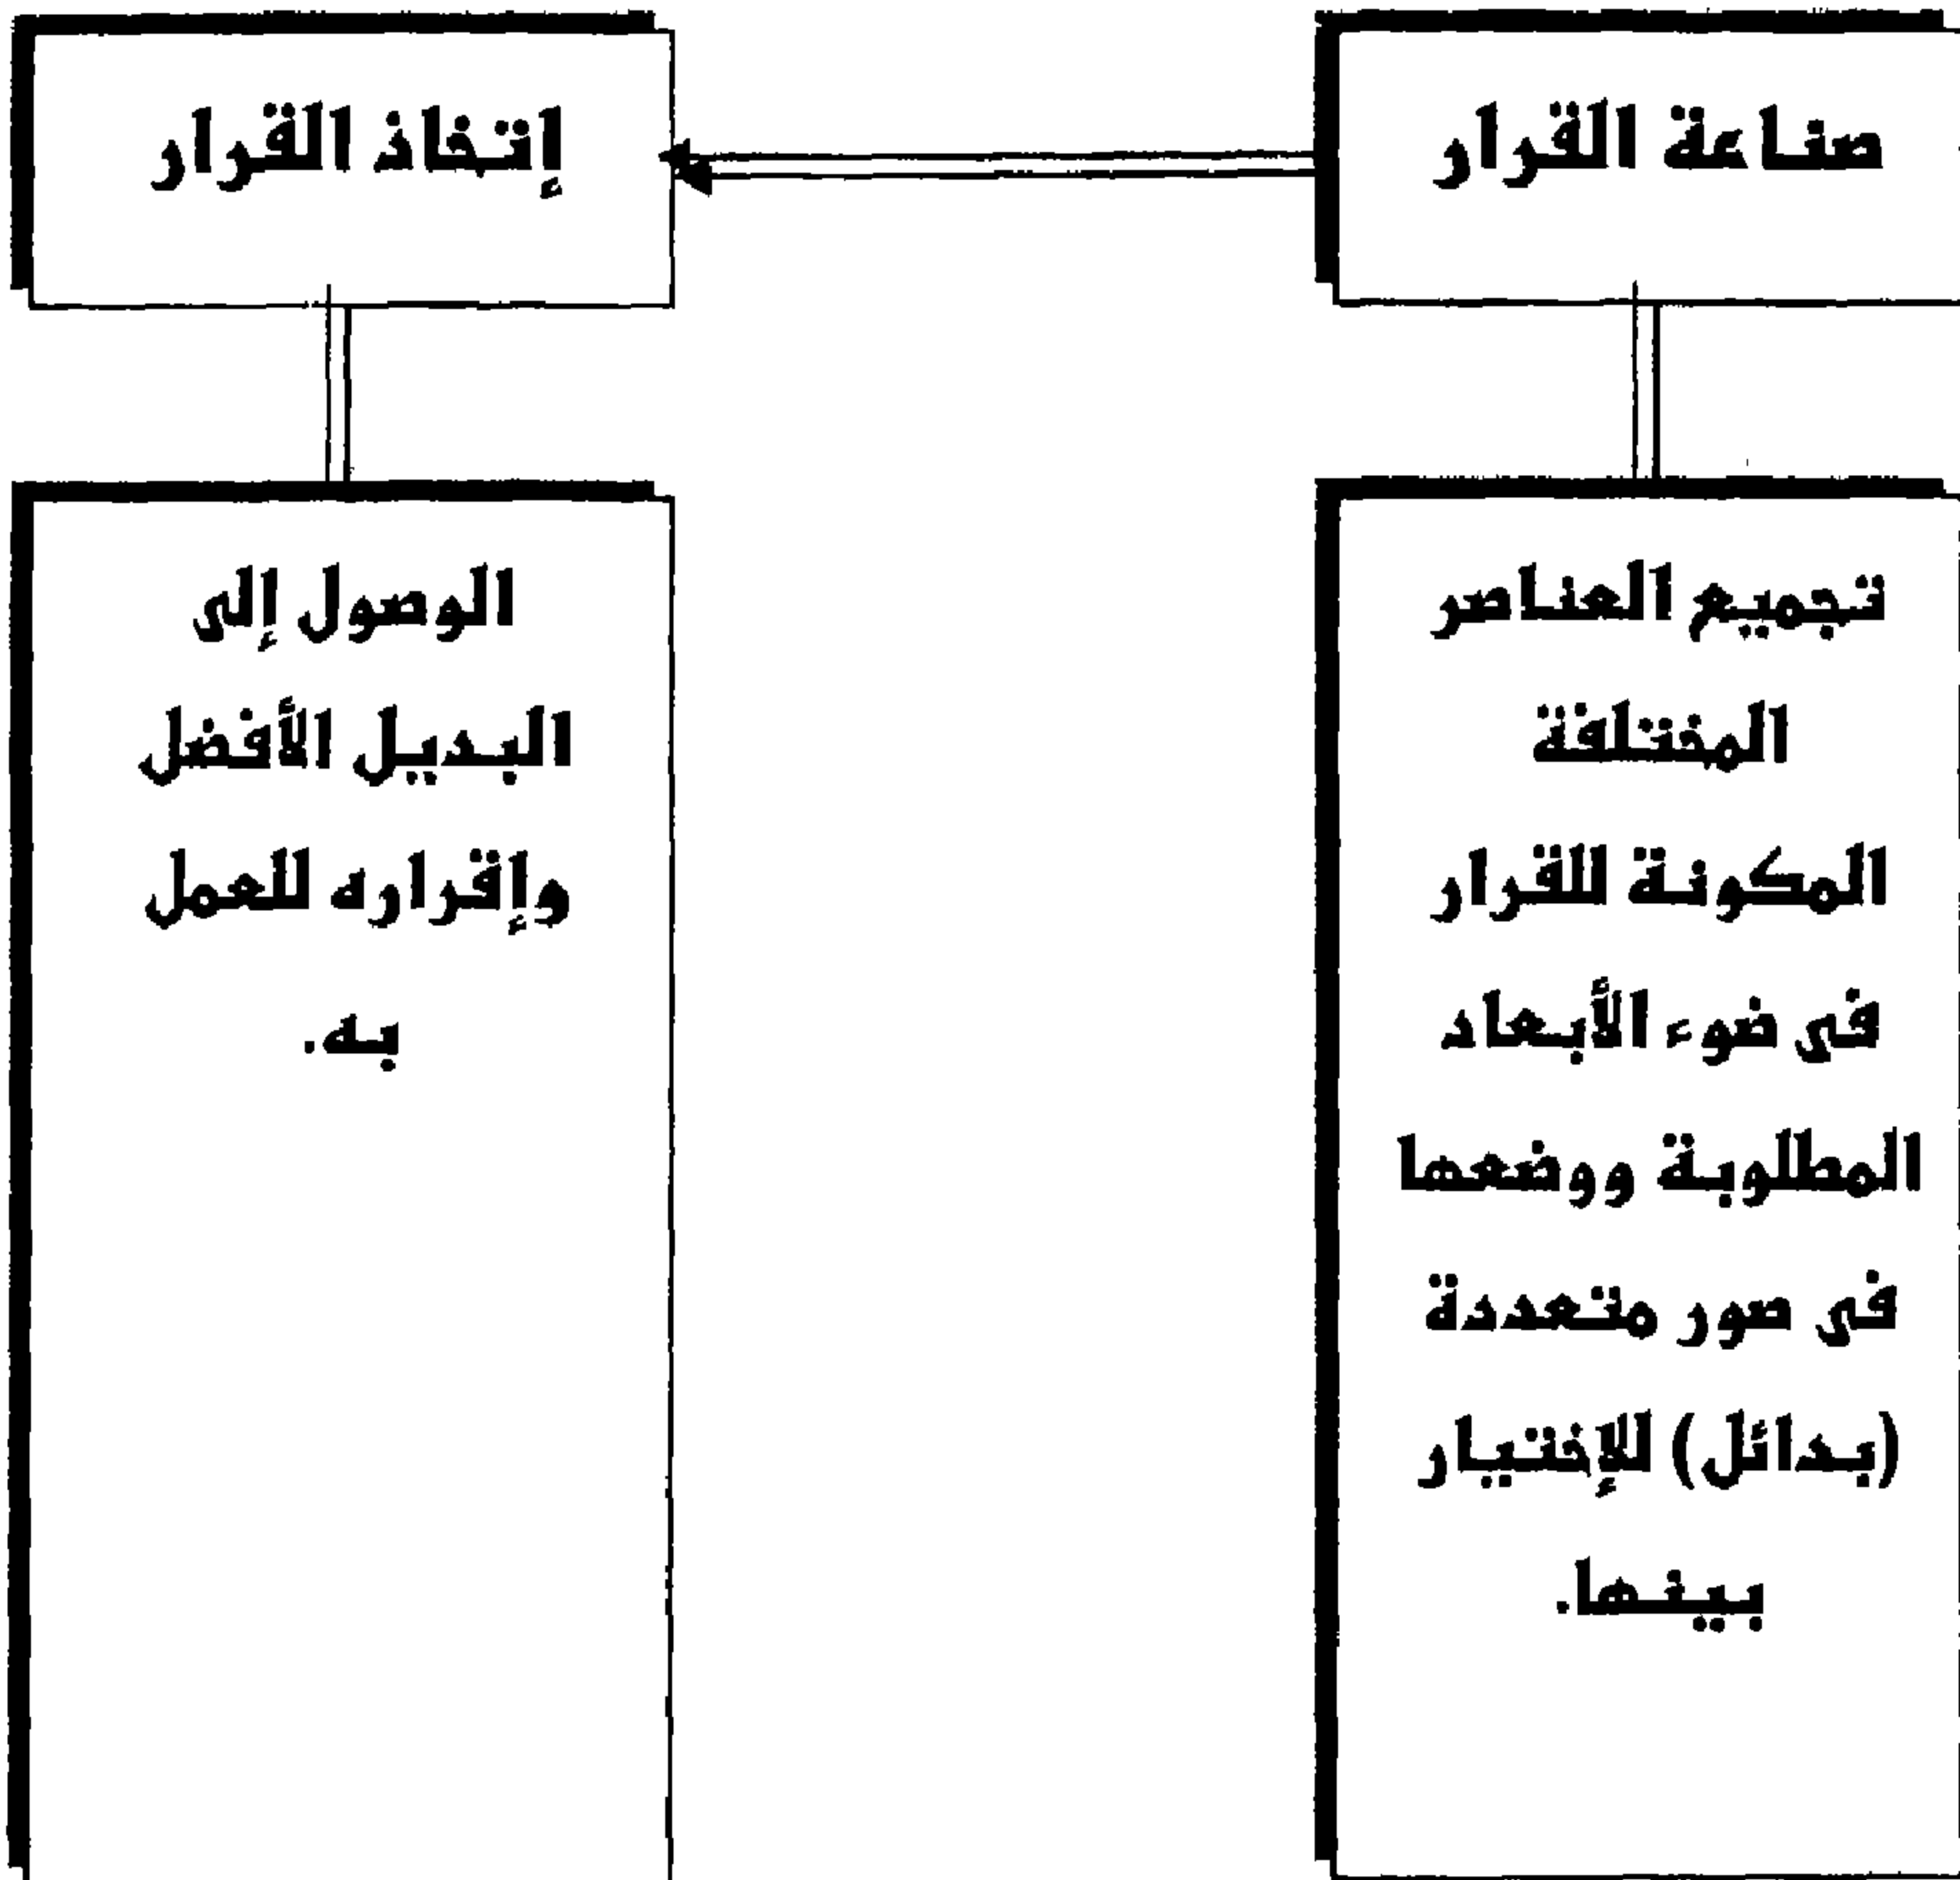 صناعة القرار
إتخاذ القرار
تجميع العناصر
المختلفة
المكونة للقرار
فى ضوء الأبعاد
المطلوبة ووضعها
فى صور متعددة
(بدائل) للإختيار
بينها.
الوصول إلى
البديل الأفضل
وإقراره للعمل
به.